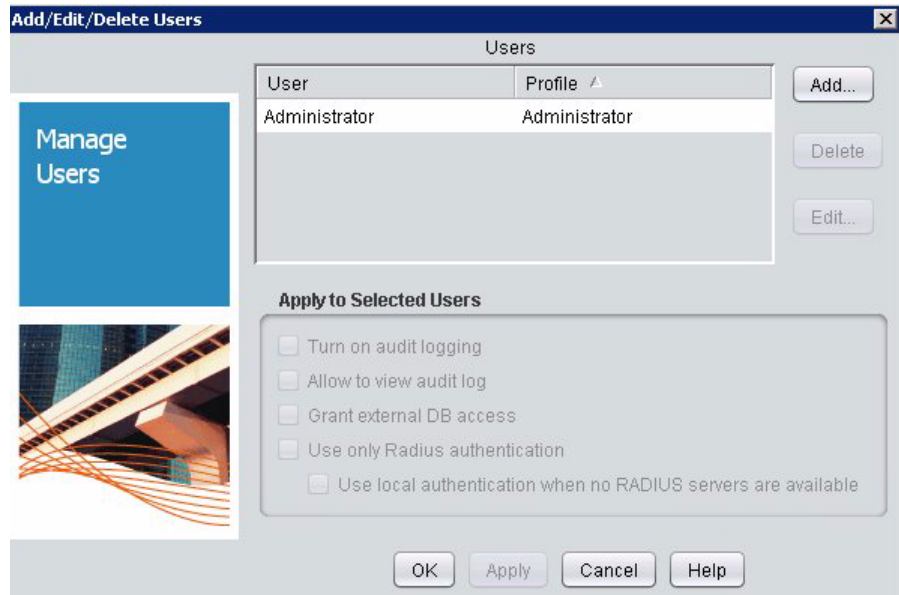 Add/Edit/Delete Users
Users
User Profile
Add...
Administrator Administrator
Manage
Users
Delete
Edit...
Apply to Selected Users
Turn on audit logging
Allow to view audit log
Grant external DB access
Use only Radius authentication
Use local authentication when no RADIUS servers are available
OK Apply Cancel Help